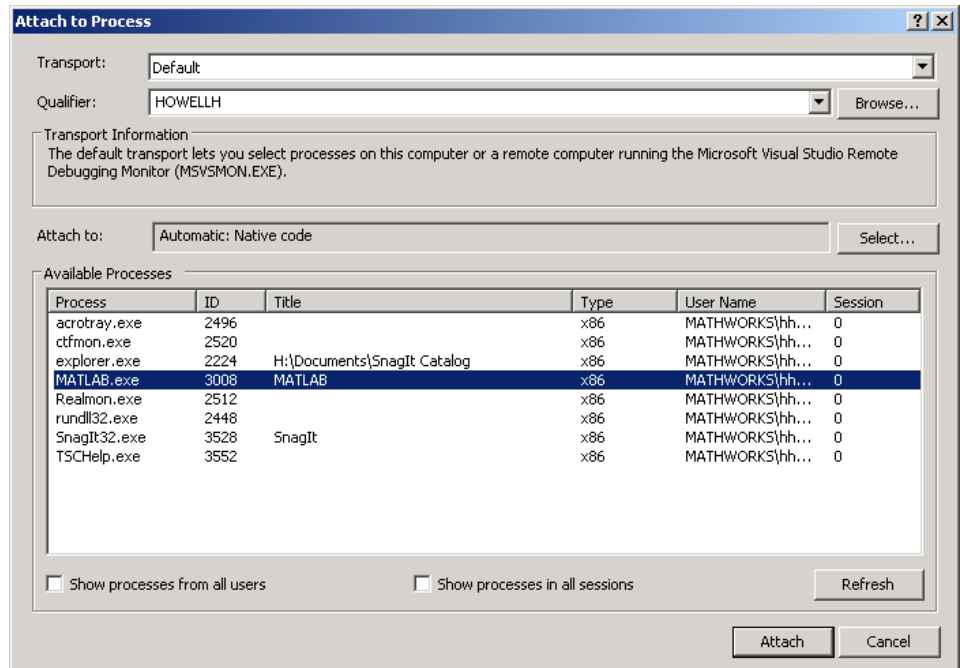 Attach to Process
Transport: Default
Qualifier: HOWELLH Browse...
Transport Information
The default transport lets you select processes on this computer or a remote computer running the Microsoft Visual Studio Remote
Debugging Monitor (MSVSMON.EXE).
Attach to: Automatic: Native code Select...
Available Processes
Process ID Title Type User Name Session
acrotray.exe 2496 x86 MATHWORKS\hh... 0
ctfmon.exe 2520 x86 MATHWORKS\hh... 0
explorer.exe 2224 H:\Documents\SnagIt Catalog x86 MATHWORKS\hh... 0
MATLAB.exe 3008 MATLAB x86 MATHWORKS\hh... 0
Realmon.exe 2512 x86 MATHWORKS\hh... 0
rundll32.exe 2448 x86 MATHWORKS\hh... 0
SnagIt32.exe 3528 SnagIt x86 MATHWORKS\hh... 0
TSCHelp.exe 3552 x86 MATHWORKS\hh... 0
Show processes from all users Show processes in all sessions Refresh
Attach Cancel